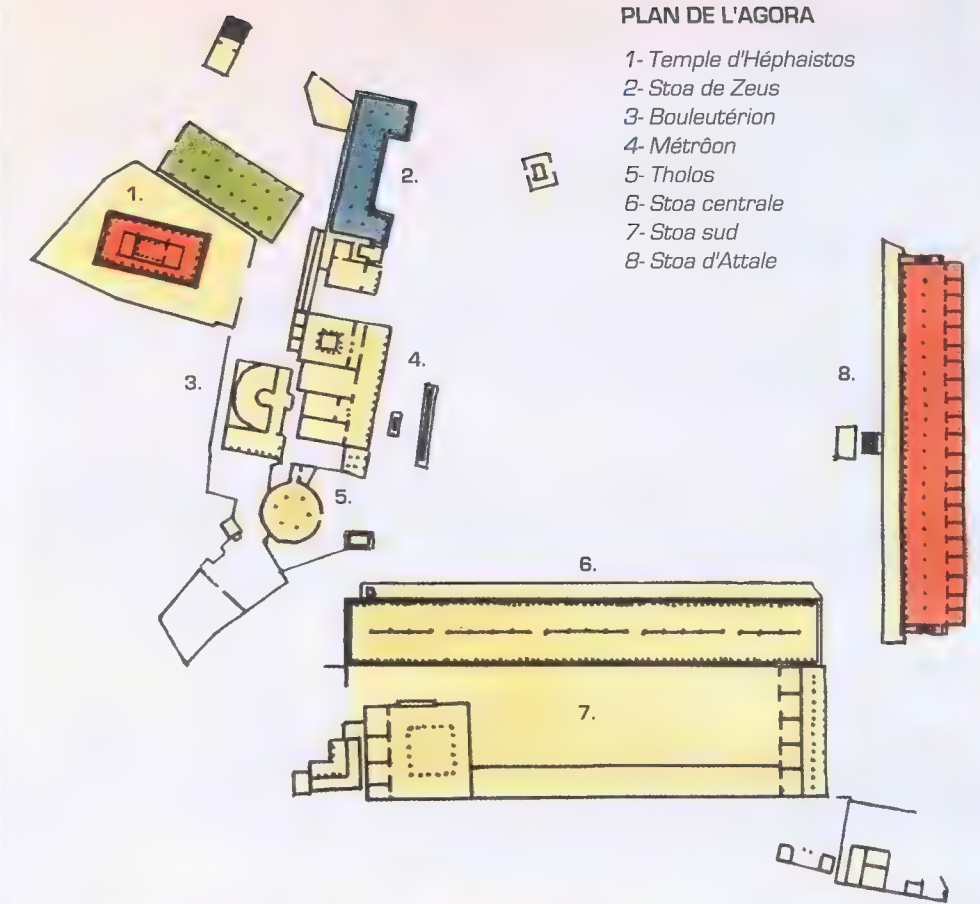 PLAN DE L'AGORA
1- Temple d'Héphaistos
2- Stoa de Zeus
3- Bouleutérion
4- Métrôon
5- Tholos
6- Stoa centrale
7- Stoa sud
8- Stoa d'Attale
1.
2.
3.
4.
5.
6.
7.
8.